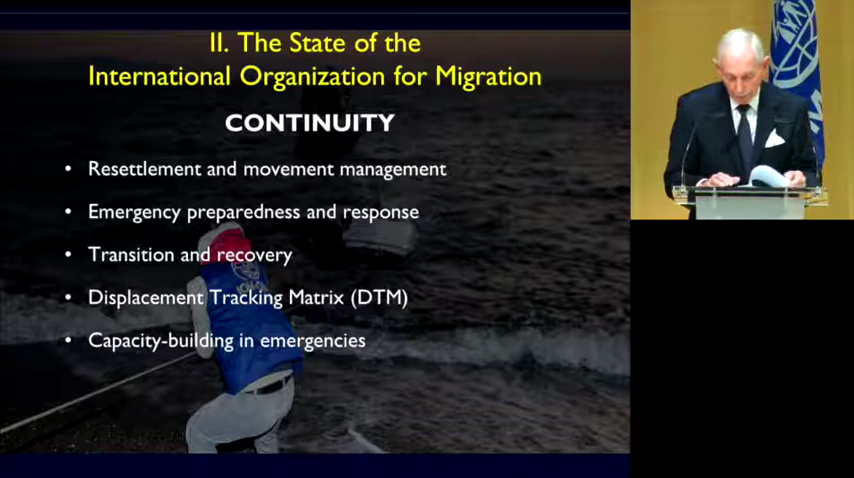 II. The State of the
International Organization for Migration
CONTINUITY
• Resettlement and movement management
• Emergency preparedness and response
• Transition and recovery
• Displacement Tracking Matrix (DTM)
• Capacity-building in emergencies